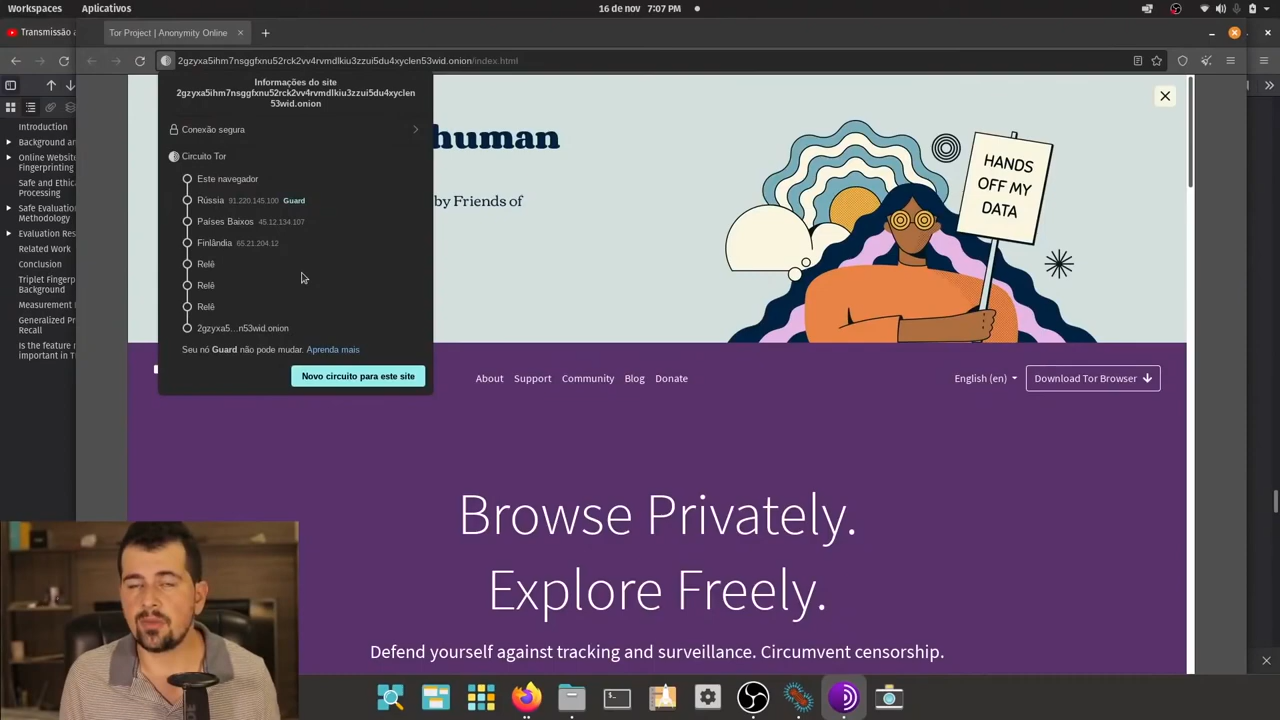 Workspaces Aplicativos 16 de nov 7:07 PM
Transmissão a
Tor Project | Anonymity Online
2gzyxa5ihm7nsggfxnu52rck2vv4rvmdlkiu3zzui5du4xyclen53wid.onion/index.html
Introduction
Background an
Online Website
Fingerprinting
Safe and Ethic
Processing
Safe Evaluation
Methodology
Evaluation Resu
Related Work
Conclusion
Triplet Fingerp
Background
Measurement
Generalized Pr
Recall
Is the feature r
important in T
Informações do site
2gzyxa5ihm7nsggfxnu52rck2vv4rvmdlkiu3zzui5du4xyclen
53wid.onion
Conexão segura
Circuito Tor
Este navegador
Rússia 91.220.145.100 Guard
Países Baixos 45.12.134.107
Finlândia 65.21.204.12
Relê
Relê
Relê
2gzyxa5…n53wid.onion
Seu nó Guard não pode mudar. Aprenda mais
Novo circuito para este site
human
by Friends of
HANDS
OFF MY
DATA
About Support Community Blog Donate
English (en)
Download Tor Browser
Browse Privately.
Explore Freely.
Defend yourself against tracking and surveillance. Circumvent censorship.